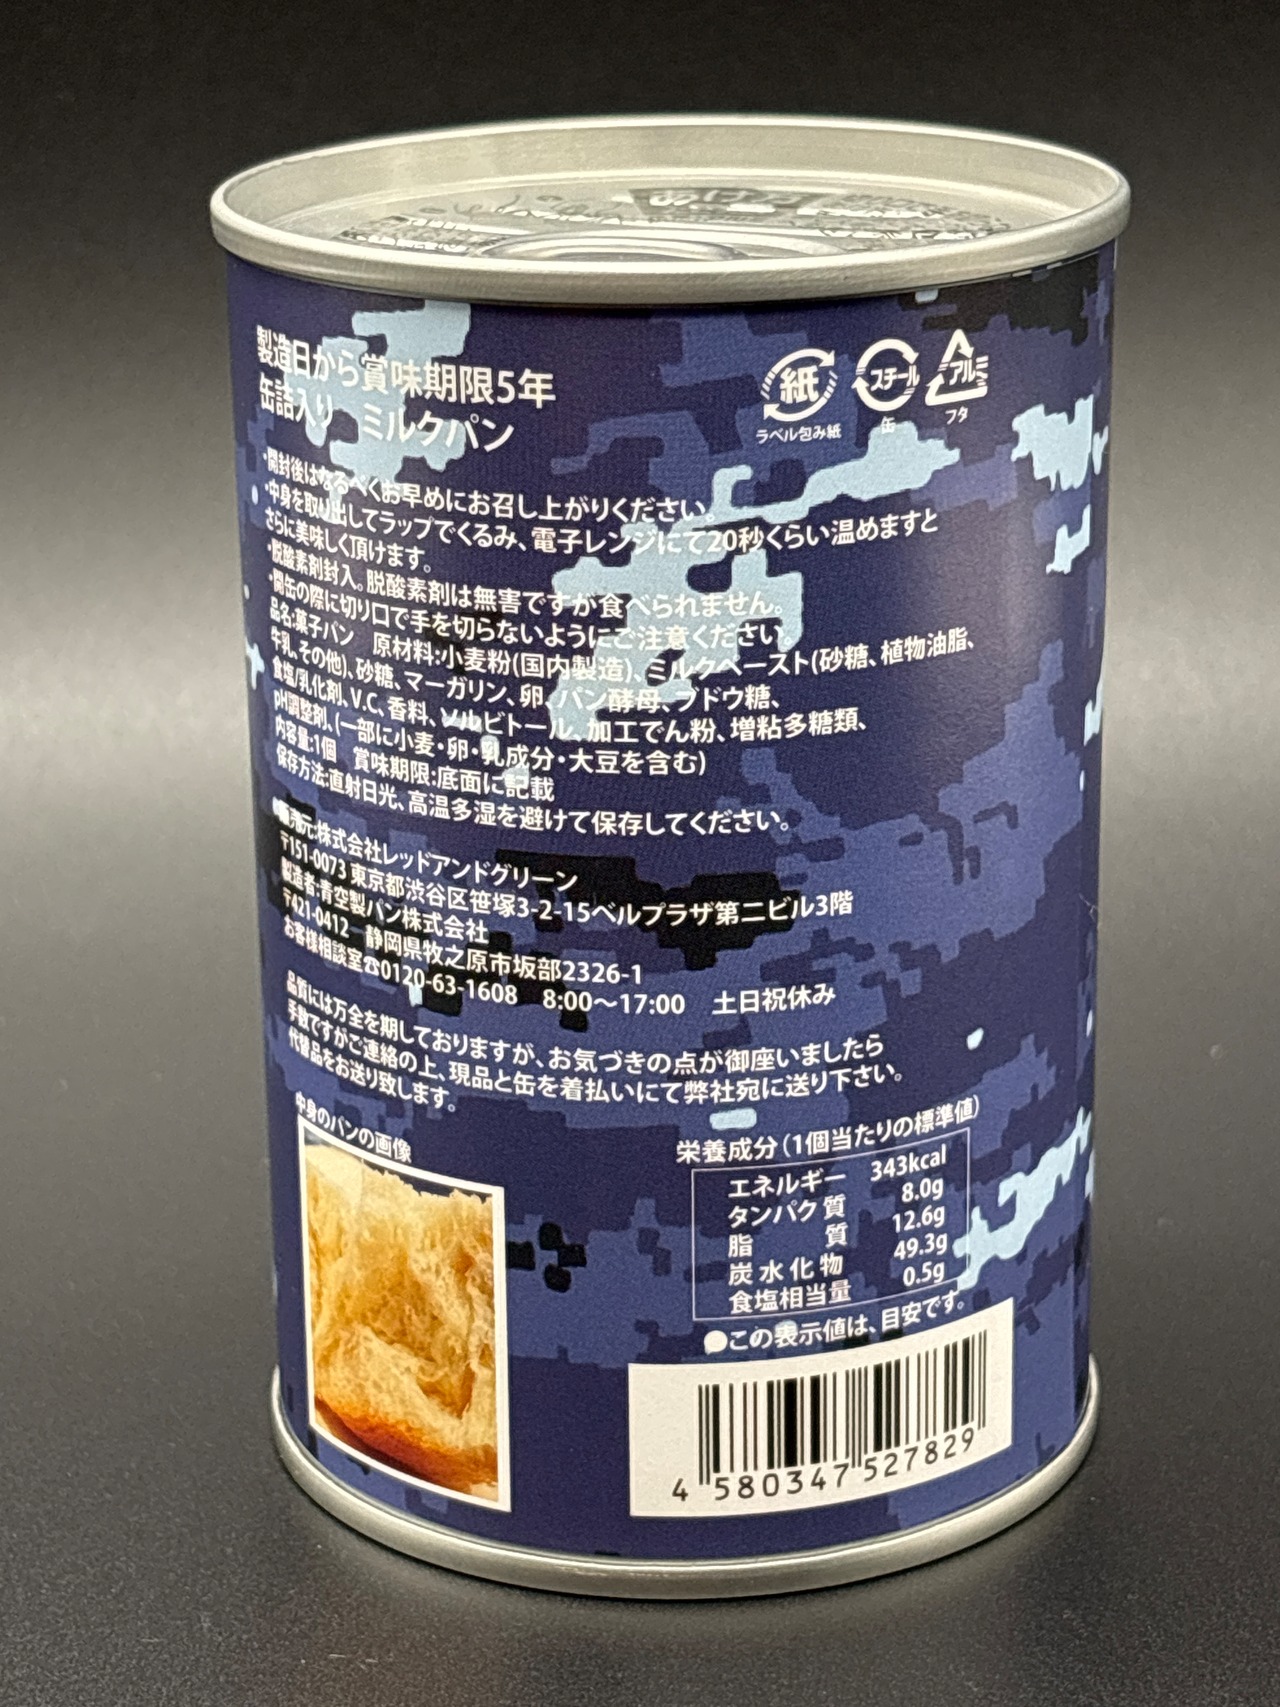 製造日から賞味期限5年
缶詰入り ミルクパン
紙
ラベル包み紙
スチール
缶
アルミ
フタ
・開封後はなるべくお早めにお召し上がりください。
・中身を取り出してラップでくるみ、電子レンジにて20秒くらい温めますと
さらに美味しく頂けます。
・脱酸素剤封入。脱酸素剤は無害ですが食べられません。
・開缶の際に切り口で手を切らないようにご注意ください。
品名:菓子パン 原材料:小麦粉(国内製造)、ミルクペースト(砂糖、植物油脂、
牛乳、その他)、砂糖、マーガリン、卵、パン酵母、ブドウ糖、
食塩/乳化剤、V.C、香料、ソルビトール、加工でん粉、増粘多糖類、
pH調整剤、(一部に小麦・卵・乳成分・大豆を含む)
内容量:1個 賞味期限:底面に記載
保存方法:直射日光、高温多湿を避けて保存してください。
●販売元:株式会社レッドアンドグリーン
〒151-0073 東京都渋谷区笹塚3-2-15ベルプラザ第二ビル3階
製造者:青空製パン株式会社
〒421-0412 静岡県牧之原市坂部2326-1
お客様相談室☎0120-63-1608 8:00〜17:00 土日祝休み
品質には万全を期しておりますが、お気づきの点が御座いましたら
手数ですがご連絡の上、現品と缶を着払いにて弊社宛に送り下さい。
代替品をお送り致します。
中身のパンの画像
栄養成分(1個当たりの標準値)
エネルギー 343kcal
タンパク質 8.0g
脂質 12.6g
炭水化物 49.3g
食塩相当量 0.5g
●この表示値は、目安です。
4 580347 527829